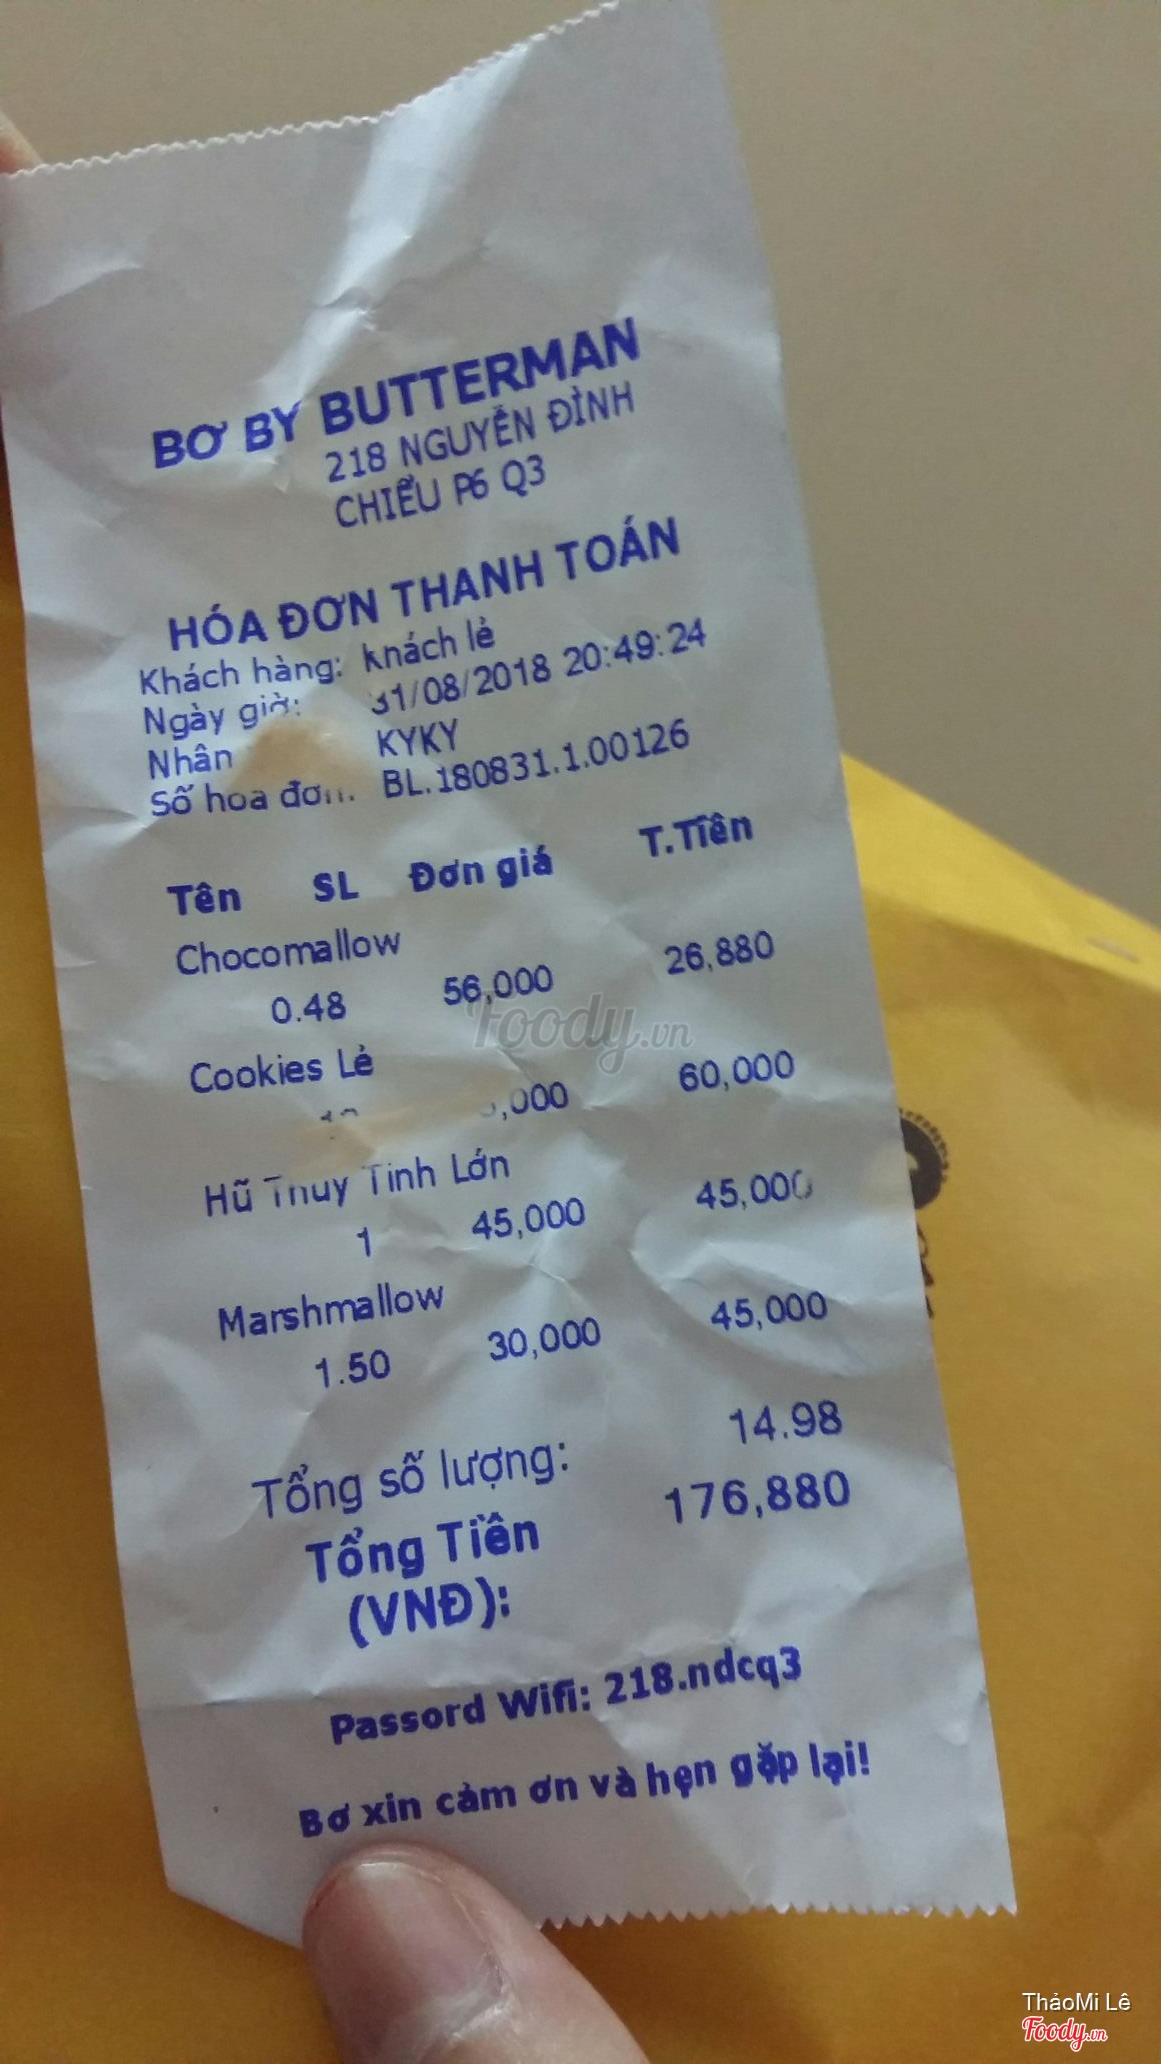 BƠ BY BUTTERMAN
218 NGUYỄN ĐÌNH
CHIỂU P6 Q3
HÓA ĐƠN THANH TOÁN
Khách hàng: khách lẻ
Ngày giờ: 31/08/2018 20:49:24
Nhân KYKY
Số hoa đơn: BL.180831.1.00126
Tên SL Đơn giá T.Tiền
Chocomallow
0.48 56,000 26,880
Cookies Lẻ
,000 60,000
Hũ Thuy Tinh Lớn
1 45,000 45,000
Marshmallow
1.50 30,000 45,000
Tổng số lượng: 14.98
Tổng Tiền 176,880
(VNĐ):
Passord Wifi: 218.ndcq3
Bơ xin cảm ơn và hẹn gặp lại!
Foody.vn
ThảoMi Lê
Foody.vn